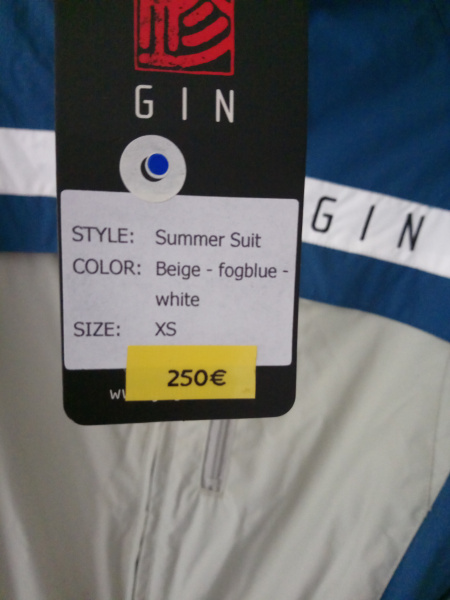 GIN
GIN
STYLE: Summer Suit
COLOR: Beige - fogblue -
white
SIZE: XS
250€